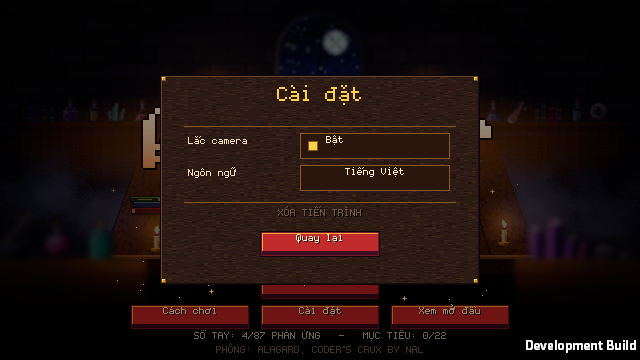 Cài đặt
Lắc camera
Bật
Ngôn ngữ
Tiếng Việt
XÓA TIẾN TRÌNH
Quay lại
Cách chơi
Cài đặt
Xem mở đầu
SỔ TAY: 4/87 PHẢN ỨNG – MỤC TIÊU: 0/22
PHÔNG: ALAGARD, CODER'S CRUX BY NAL
Development Build